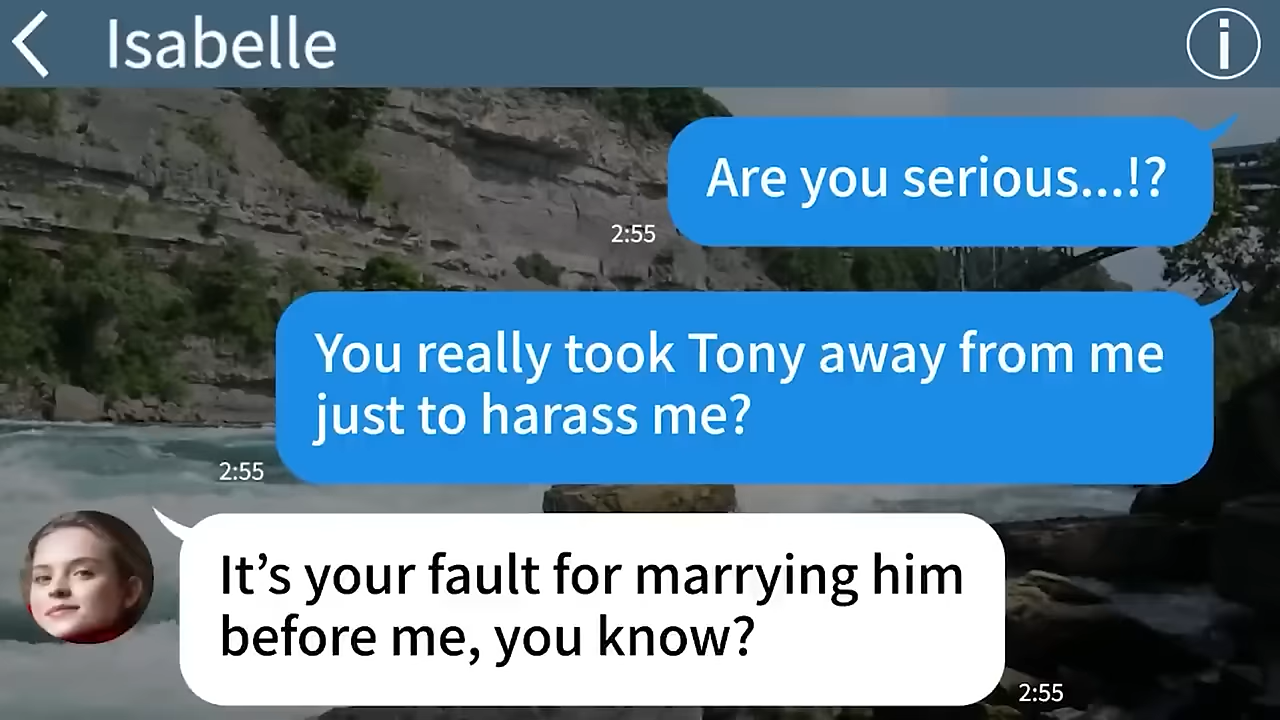 Isabelle
Are you serious...!?
2:55
You really took Tony away from me
just to harass me?
2:55
It’s your fault for marrying him
before me, you know?
2:55